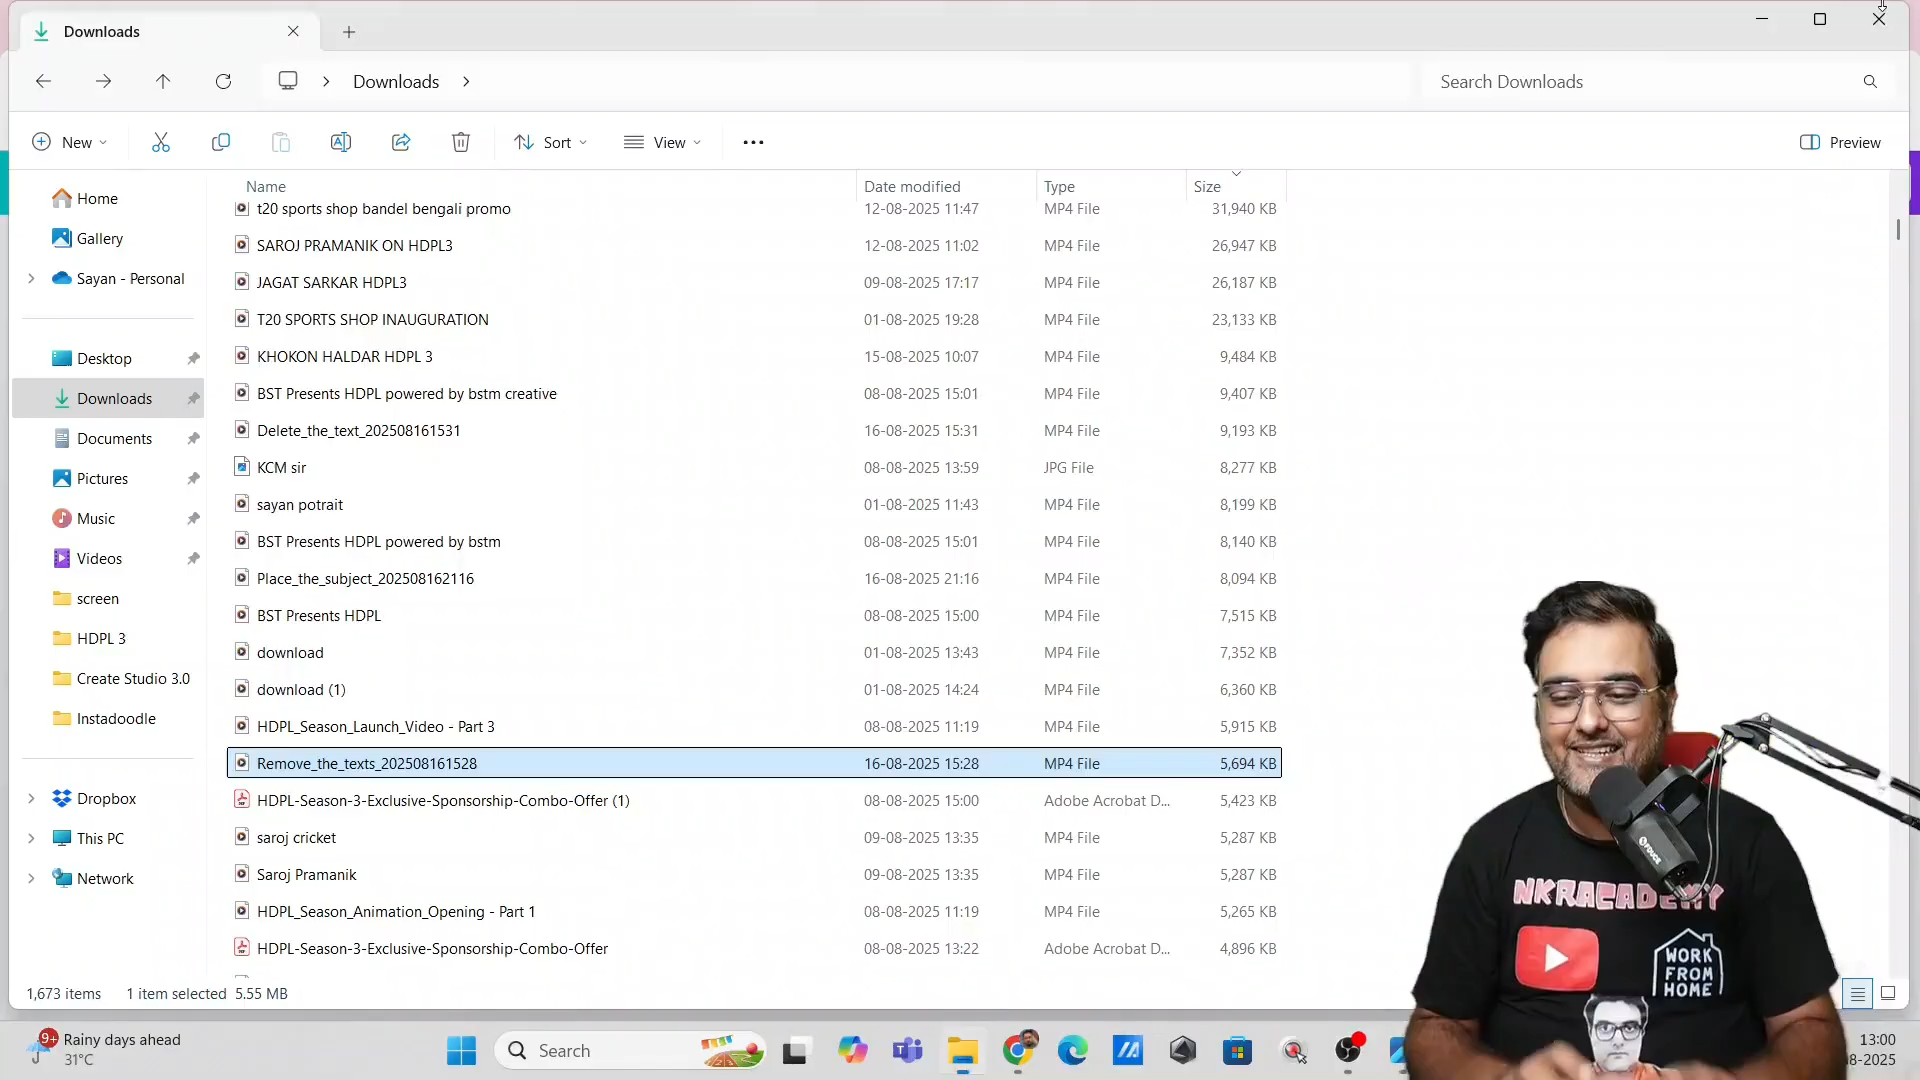 Downloads
Downloads
Search Downloads
New
Sort
View
Preview
Name Date modified Type Size
t20 sports shop bandel bengali promo 12-08-2025 11:47 MP4 File 31,940 KB
SAROJ PRAMANIK ON HDPL3 12-08-2025 11:02 MP4 File 26,947 KB
JAGAT SARKAR HDPL3 09-08-2025 17:17 MP4 File 26,187 KB
T20 SPORTS SHOP INAUGURATION 01-08-2025 19:28 MP4 File 23,133 KB
KHOKON HALDAR HDPL 3 15-08-2025 10:07 MP4 File 9,484 KB
BST Presents HDPL powered by bstm creative 08-08-2025 15:01 MP4 File 9,407 KB
Delete_the_text_202508161531 16-08-2025 15:31 MP4 File 9,193 KB
KCM sir 08-08-2025 13:59 JPG File 8,277 KB
sayan potrait 01-08-2025 11:43 MP4 File 8,199 KB
BST Presents HDPL powered by bstm 08-08-2025 15:01 MP4 File 8,140 KB
Place_the_subject_202508162116 16-08-2025 21:16 MP4 File 8,094 KB
BST Presents HDPL 08-08-2025 15:00 MP4 File 7,515 KB
download 01-08-2025 13:43 MP4 File 7,352 KB
download (1) 01-08-2025 14:24 MP4 File 6,360 KB
HDPL_Season_Launch_Video - Part 3 08-08-2025 11:19 MP4 File 5,915 KB
Remove_the_texts_202508161528 16-08-2025 15:28 MP4 File 5,694 KB
HDPL-Season-3-Exclusive-Sponsorship-Combo-Offer (1) 08-08-2025 15:00 Adobe Acrobat D... 5,423 KB
saroj cricket 09-08-2025 13:35 MP4 File 5,287 KB
Saroj Pramanik 09-08-2025 13:35 MP4 File 5,287 KB
HDPL_Season_Animation_Opening - Part 1 08-08-2025 11:19 MP4 File 5,265 KB
HDPL-Season-3-Exclusive-Sponsorship-Combo-Offer 08-08-2025 13:22 Adobe Acrobat D... 4,896 KB
Home
Gallery
Sayan - Personal
Desktop
Downloads
Documents
Pictures
Music
Videos
screen
HDPL 3
Create Studio 3.0
Instadoodle
Dropbox
This PC
Network
1,673 items 1 item selected 5.55 MB
NKRACADEMY
WORK
FROM
HOME
9+
Rainy days ahead
31°C
Search
13:00
8-2025